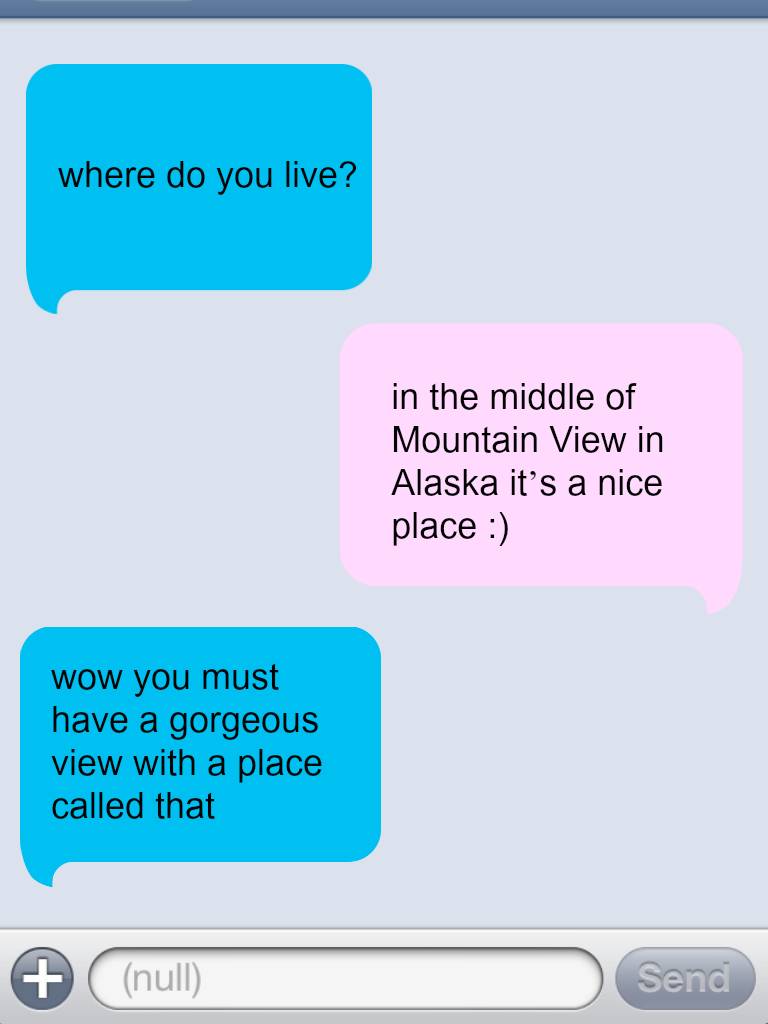 where do you live?
in the middle of
Mountain View in
Alaska it’s a nice
place :)
wow you must
have a gorgeous
view with a place
called that
(null)
Send